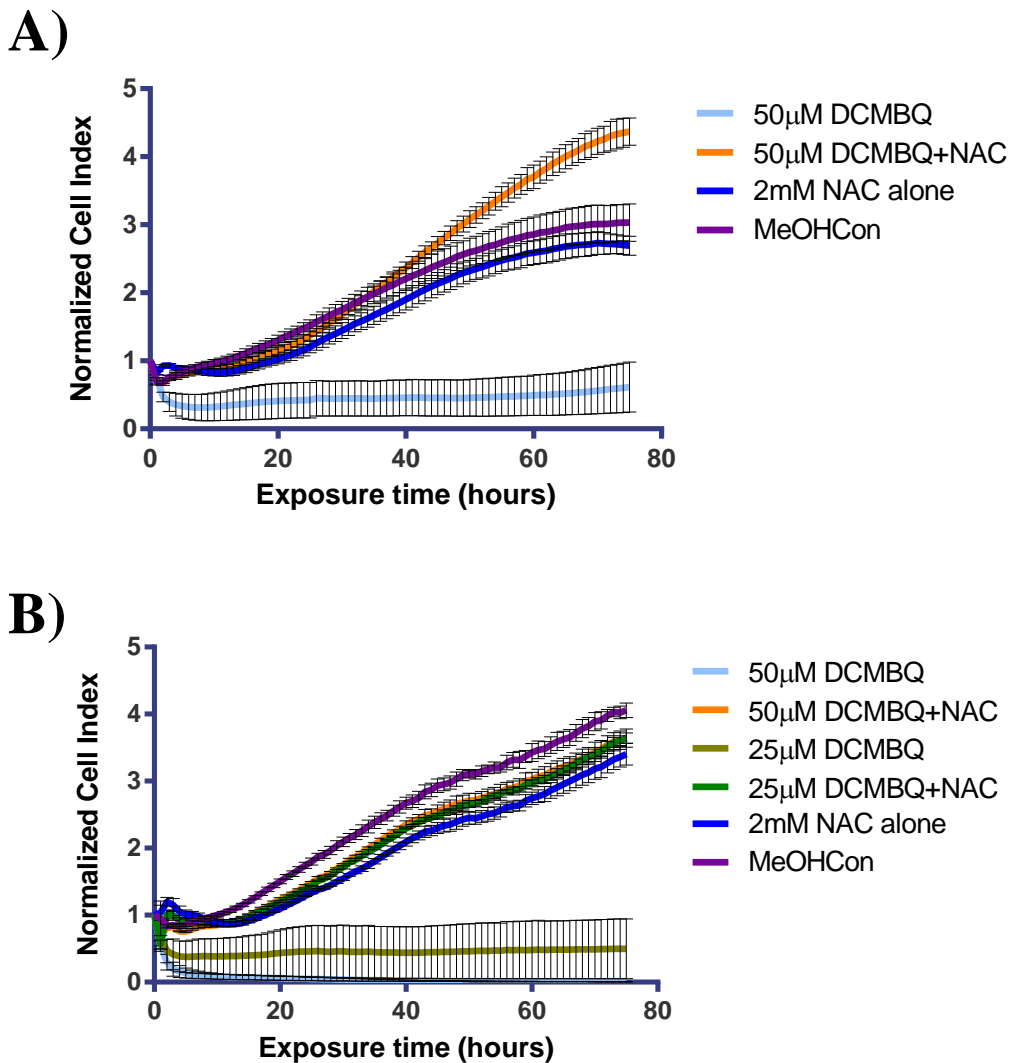 A)
Normalized Cell Index
5
4
3
2
1
0
0 20 40 60 80
Exposure time (hours)
50μM DCMBQ
50μM DCMBQ+NAC
2mM NAC alone
MeOHCon
B)
Normalized Cell Index
5
4
3
2
1
0
0 20 40 60 80
Exposure time (hours)
50μM DCMBQ
50μM DCMBQ+NAC
25μM DCMBQ
25μM DCMBQ+NAC
2mM NAC alone
MeOHCon